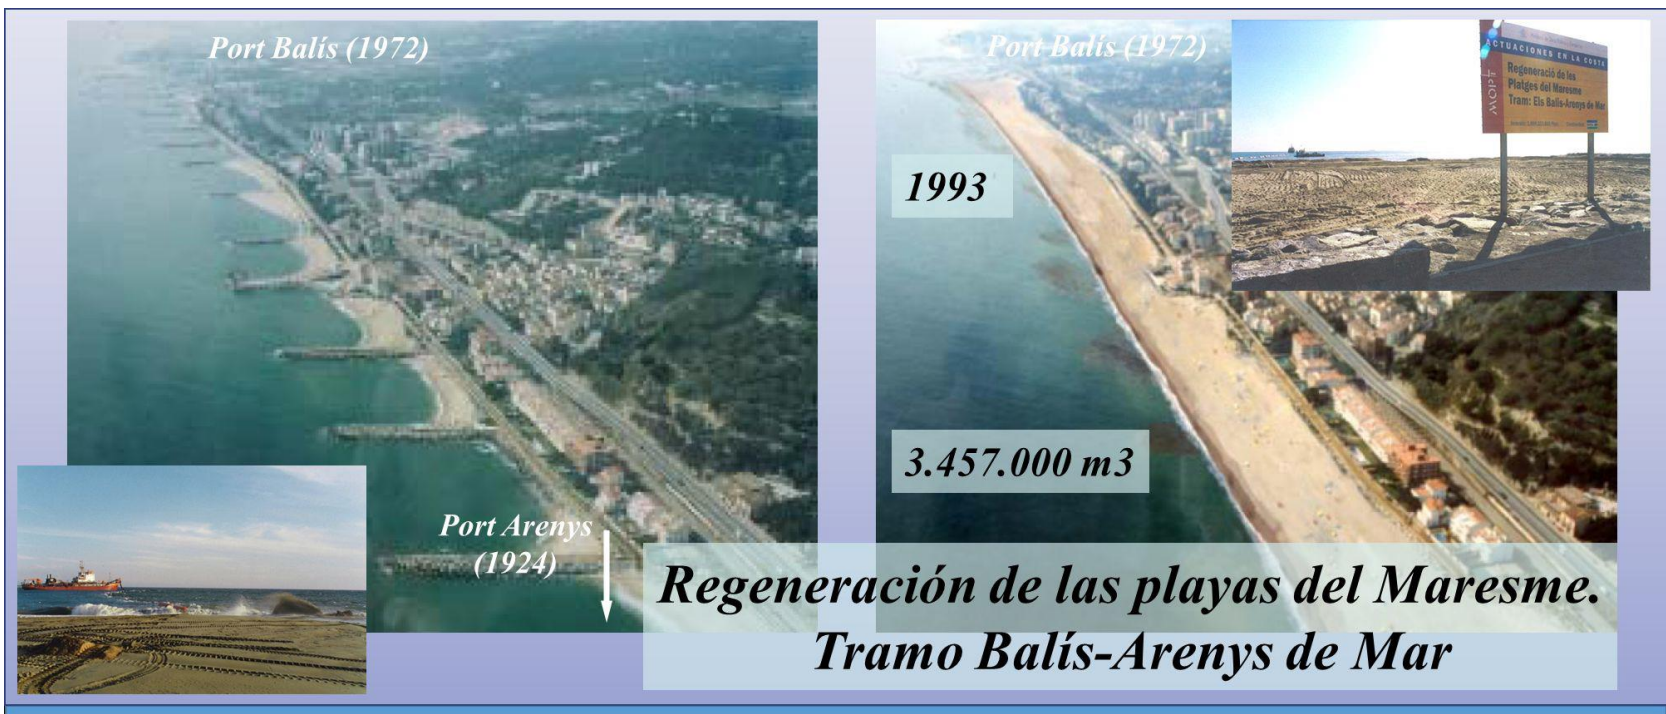 Port Balís (1972)
Port Balís (1972)
ACTUACIONES EN LA COSTA
MOPT
Regeneració de les
Platges del Maresme
Tram: Els Balís-Arenys de Mar
1993
3.457.000 m3
Port Arenys
(1924)
Regeneración de las playas del Maresme.
Tramo Balís-Arenys de Mar